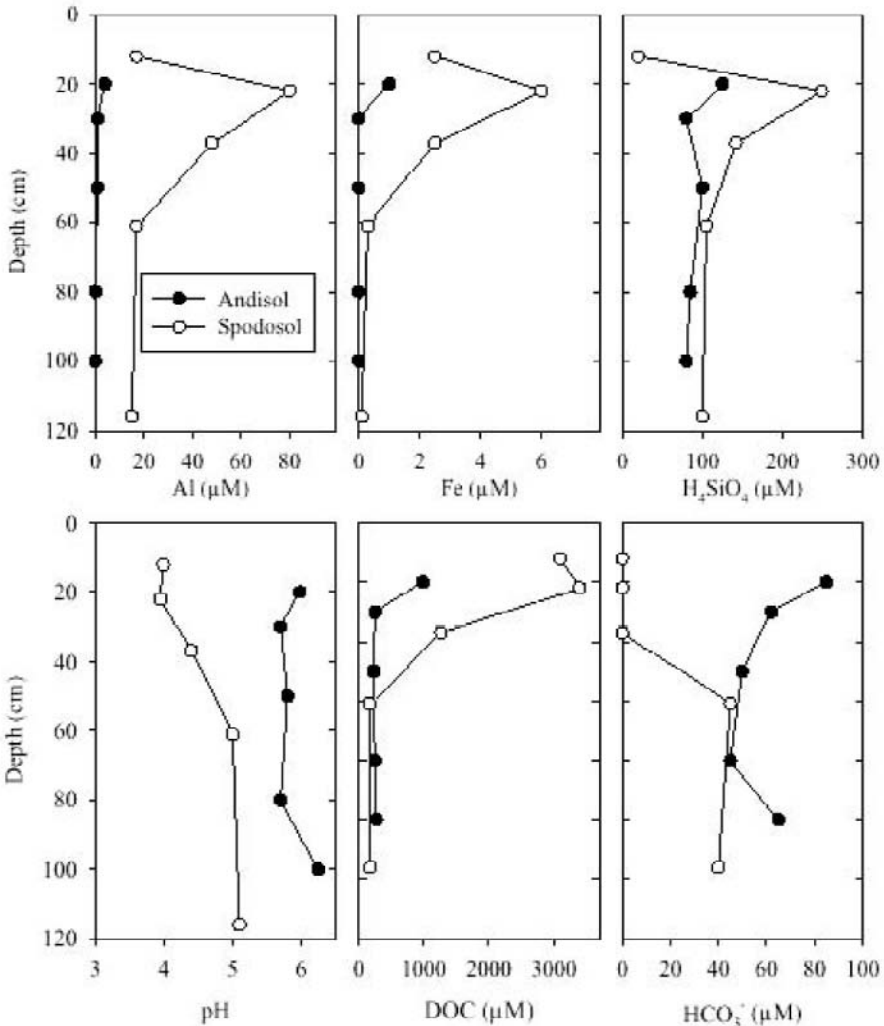 0
20
40
60
80
100
120
Depth (cm)
Andisol
Spodosol
0 20 40 60 80
Al (µM)
0 2 4 6
Fe (µM)
0 100 200 300
H₄SiO₄ (µM)
0
20
40
60
80
100
120
Depth (cm)
3 4 5 6
pH
0 1000 2000 3000
DOC (µM)
0 20 40 60 80 100
HCO₃⁻ (µM)